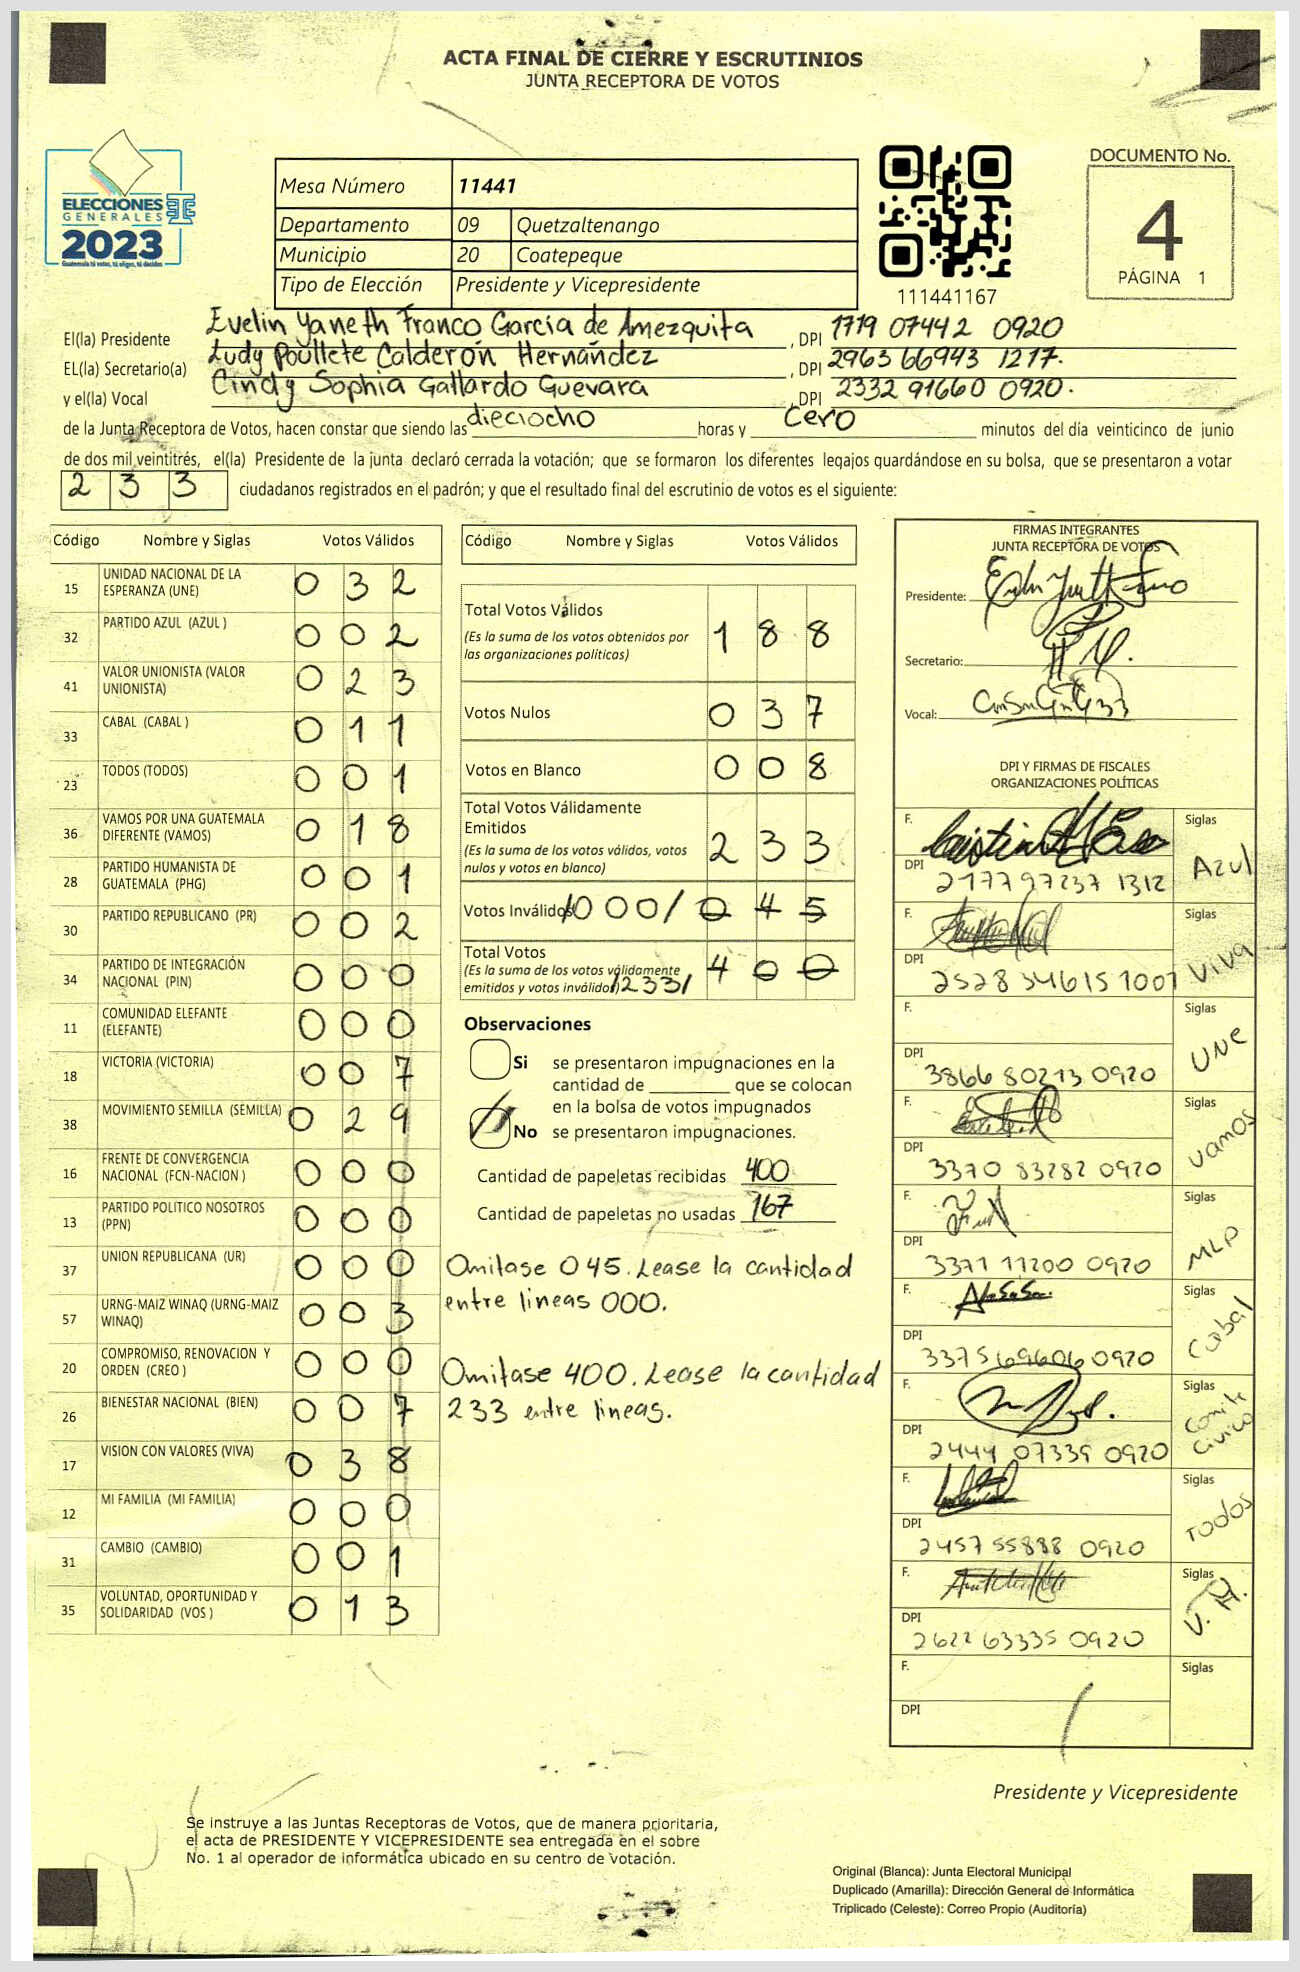 ACTA FINAL DE CIERRE Y ESCRUTINIOS
JUNTA RECEPTORA DE VOTOS
ELECCIONES
GENERALES
2023
Guatemala tú votas, tú eliges, tú decides
Mesa Número 11441
Departamento 09 Quetzaltenango
Municipio 20 Coatepeque
Tipo de Elección Presidente y Vicepresidente
111441167
DOCUMENTO No.
4
PÁGINA 1
El(la) Presidente Evelin Yaneth Franco García de Amezquita, DPI 1719 07442 0920
EL(la) Secretario(a) Ludy Poullete Calderón Hernández, DPI 2963 66943 1217.
y el(la) Vocal Cindy Sophia Gallardo Guevara, DPI 2332 91660 0920.
de la Junta Receptora de Votos, hacen constar que siendo las dieciocho horas y cero minutos del día veinticinco de junio
de dos mil veintitrés, el(la) Presidente de la junta declaró cerrada la votación; que se formaron los diferentes legajos guardándose en su bolsa, que se presentaron a votar
2 3 3 ciudadanos registrados en el padrón; y que el resultado final del escrutinio de votos es el siguiente:
Código Nombre y Siglas Votos Válidos
15 UNIDAD NACIONAL DE LA ESPERANZA (UNE) 0 3 2
32 PARTIDO AZUL (AZUL ) 0 0 2
41 VALOR UNIONISTA (VALOR UNIONISTA) 0 2 3
33 CABAL (CABAL ) 0 1 1
23 TODOS (TODOS) 0 0 1
36 VAMOS POR UNA GUATEMALA DIFERENTE (VAMOS) 0 1 8
28 PARTIDO HUMANISTA DE GUATEMALA (PHG) 0 0 1
30 PARTIDO REPUBLICANO (PR) 0 0 2
34 PARTIDO DE INTEGRACIÓN NACIONAL (PIN) 0 0 0
11 COMUNIDAD ELEFANTE (ELEFANTE) 0 0 0
18 VICTORIA (VICTORIA) 0 0 7
38 MOVIMIENTO SEMILLA (SEMILLA) 0 2 9
16 FRENTE DE CONVERGENCIA NACIONAL (FCN-NACION ) 0 0 0
13 PARTIDO POLITICO NOSOTROS (PPN) 0 0 0
37 UNION REPUBLICANA (UR) 0 0 0
57 URNG-MAIZ WINAQ (URNG-MAIZ WINAQ) 0 0 3
20 COMPROMISO, RENOVACION Y ORDEN (CREO ) 0 0 0
26 BIENESTAR NACIONAL (BIEN) 0 0 7
17 VISION CON VALORES (VIVA) 0 3 8
12 MI FAMILIA (MI FAMILIA) 0 0 0
31 CAMBIO (CAMBIO) 0 0 1
35 VOLUNTAD, OPORTUNIDAD Y SOLIDARIDAD (VOS ) 0 1 3
Código Nombre y Siglas Votos Válidos
Total Votos Válidos 1 8 8
(Es la suma de los votos obtenidos por
las organizaciones politicas)
Votos Nulos 0 3 7
Votos en Blanco 0 0 8
Total Votos Válidamente
Emitidos 2 3 3
(Es la suma de los votos válidos, votos
nulos y votos en blanco)
Votos Inválidos /000/ 0 4 5
Total Votos 4 0 0
(Es la suma de los votos válidamente
emitidos y votos inválidos) /233/
Observaciones
Si se presentaron impugnaciones en la
cantidad de ________ que se colocan
en la bolsa de votos impugnados
No se presentaron impugnaciones.
Cantidad de papeletas recibidas 400
Cantidad de papeletas no usadas 167
Omitase 045. Lease la cantidad
entre lineas 000.
Omitase 400. Lease la cantidad
233 entre lineas.
FIRMAS INTEGRANTES
JUNTA RECEPTORA DE VOTOS
Presidente:
Secretario:
Vocal:
DPI Y FIRMAS DE FISCALES
ORGANIZACIONES POLÍTICAS
F. Siglas
DPI 2177 97237 1312 Azul
F. Siglas
DPI 2528 34615 1007 Viva
F. Siglas
DPI 3866 80213 0920 UNE
F. Siglas
DPI 3370 83282 0920 Vamos
F. Siglas
DPI 3371 11200 0920 MLP
F. Siglas
DPI 3375 69606 0920 Cabal
F. Siglas
DPI 2444 07339 0920 Comite Civico
F. Siglas
DPI 2457 55888 0920 Todos
F. Siglas
DPI 2622 63335 0920
F. Siglas
DPI
Presidente y Vicepresidente
Se instruye a las Juntas Receptoras de Votos, que de manera prioritaria,
el acta de PRESIDENTE Y VICEPRESIDENTE sea entregada en el sobre
No. 1 al operador de informática ubicado en su centro de votación.
Original (Blanca): Junta Electoral Municipal
Duplicado (Amarilla): Dirección General de Informática
Triplicado (Celeste): Correo Propio (Auditoría)